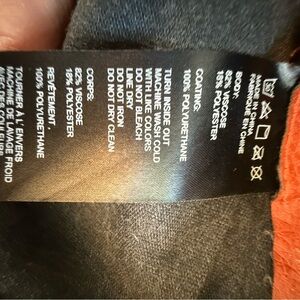 MADE IN CHINA
FABRIQUE EN CHINE
BODY:
82% VISCOSE
18% POLYESTER
COATING:
100% POLYURETHANE
TURN INSIDE OUT
MACHINE WASH COLD
WITH LIKE COLORS
DO NOT BLEACH
LINE DRY
DO NOT IRON
DO NOT DRY CLEAN
CORPS:
82% VISCOSE
18% POLYESTER
REVÊTEMENT:
100% POLYURETHANE
TOURNER À L'ENVERS
MACHINE DE LAVAGE FROID